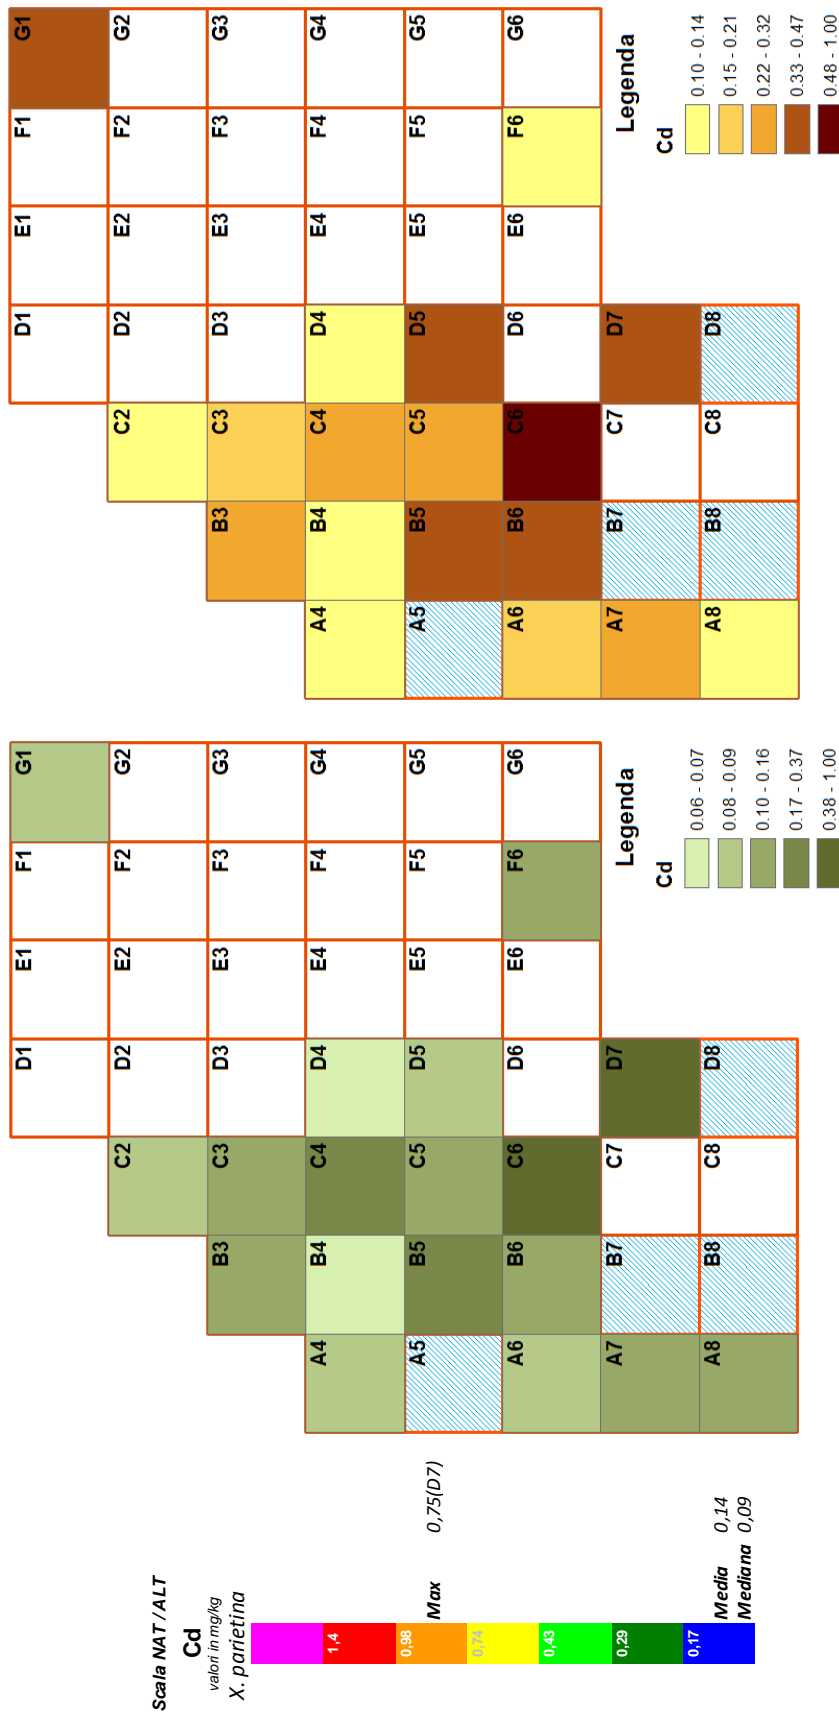 Scala NAT / ALT
Cd
valori in mg/kg
X. parietina
1,4
0,98
Max 0,75(D7)
0,74
0,43
0,29
0,17
Media 0,14
Mediana 0,09
D1 E1 F1 G1
C2 D2 E2 F2 G2
B3 C3 D3 E3 F3 G3
A4 B4 C4 D4 E4 F4 G4
A5 B5 C5 D5 E5 F5 G5
A6 B6 C6 D6 E6 F6 G6
A7 B7 C7 D7
A8 B8 C8 D8
Legenda
Cd
0.06 - 0.07
0.08 - 0.09
0.10 - 0.16
0.17 - 0.37
0.38 - 1.00
D1 E1 F1 G1
C2 D2 E2 F2 G2
B3 C3 D3 E3 F3 G3
A4 B4 C4 D4 E4 F4 G4
A5 B5 C5 D5 E5 F5 G5
A6 B6 C6 D6 E6 F6 G6
A7 B7 C7 D7
A8 B8 C8 D8
Legenda
Cd
0.10 - 0.14
0.15 - 0.21
0.22 - 0.32
0.33 - 0.47
0.48 - 1.00